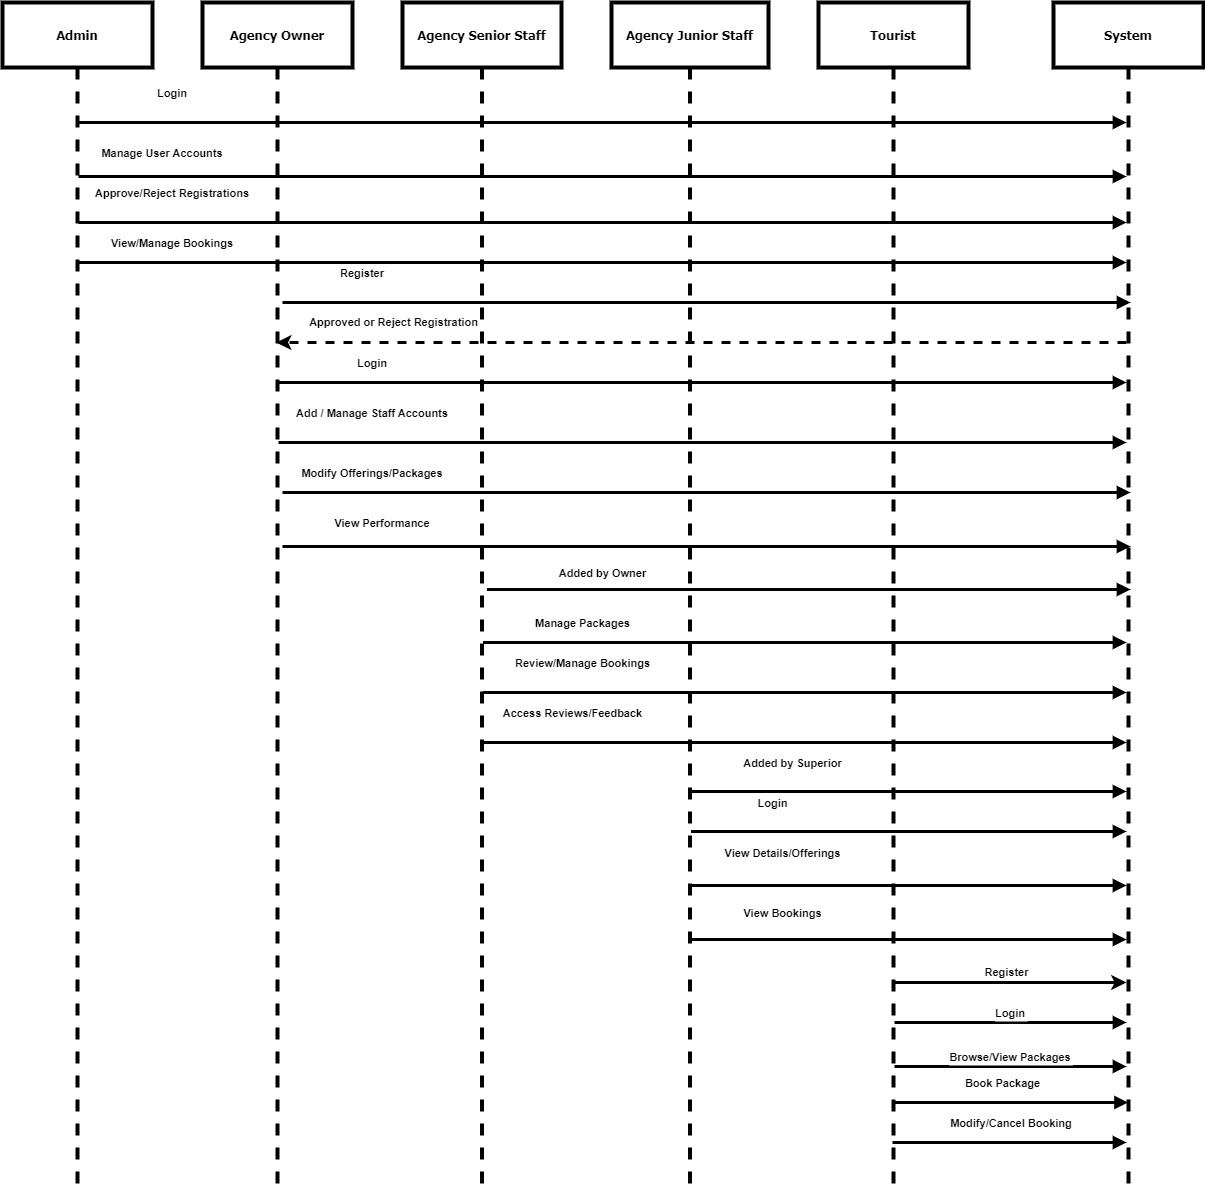 Admin
Agency Owner
Agency Senior Staff
Agency Junior Staff
Tourist
System
Login
Manage User Accounts
Approve/Reject Registrations
View/Manage Bookings
Register
Approved or Reject Registration
Login
Add / Manage Staff Accounts
Modify Offerings/Packages
View Performance
Added by Owner
Manage Packages
Review/Manage Bookings
Access Reviews/Feedback
Added by Superior
Login
View Details/Offerings
View Bookings
Register
Login
Browse/View Packages
Book Package
Modify/Cancel Booking